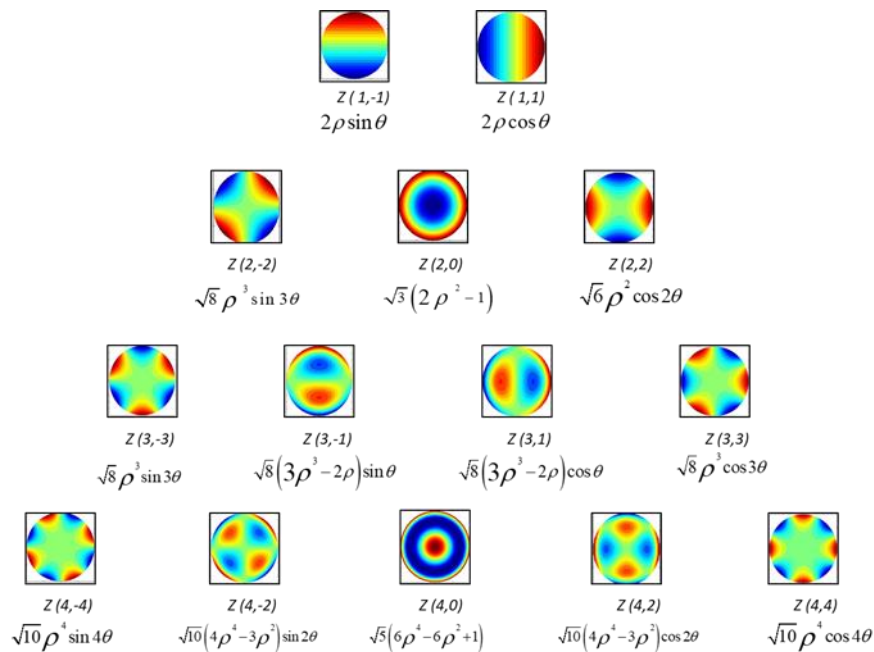 Z ( 1,-1) Z ( 1,1)
2ρ sin θ 2ρ cos θ
Z (2,-2) Z (2,0) Z (2,2)
√8 ρ³ sin 3θ √3 (2 ρ² − 1) √6 ρ² cos 2θ
Z (3,-3) Z (3,-1) Z (3,1) Z (3,3)
√8 ρ³ sin 3θ √8 (3ρ³ − 2ρ) sin θ √8 (3ρ³ − 2ρ) cos θ √8 ρ³ cos 3θ
Z (4,-4) Z (4,-2) Z (4,0) Z (4,2) Z (4,4)
√10 ρ⁴ sin 4θ √10 (4ρ⁴ − 3ρ²) sin 2θ √5 (6ρ⁴ − 6ρ² + 1) √10 (4ρ⁴ − 3ρ²) cos 2θ √10 ρ⁴ cos 4θ